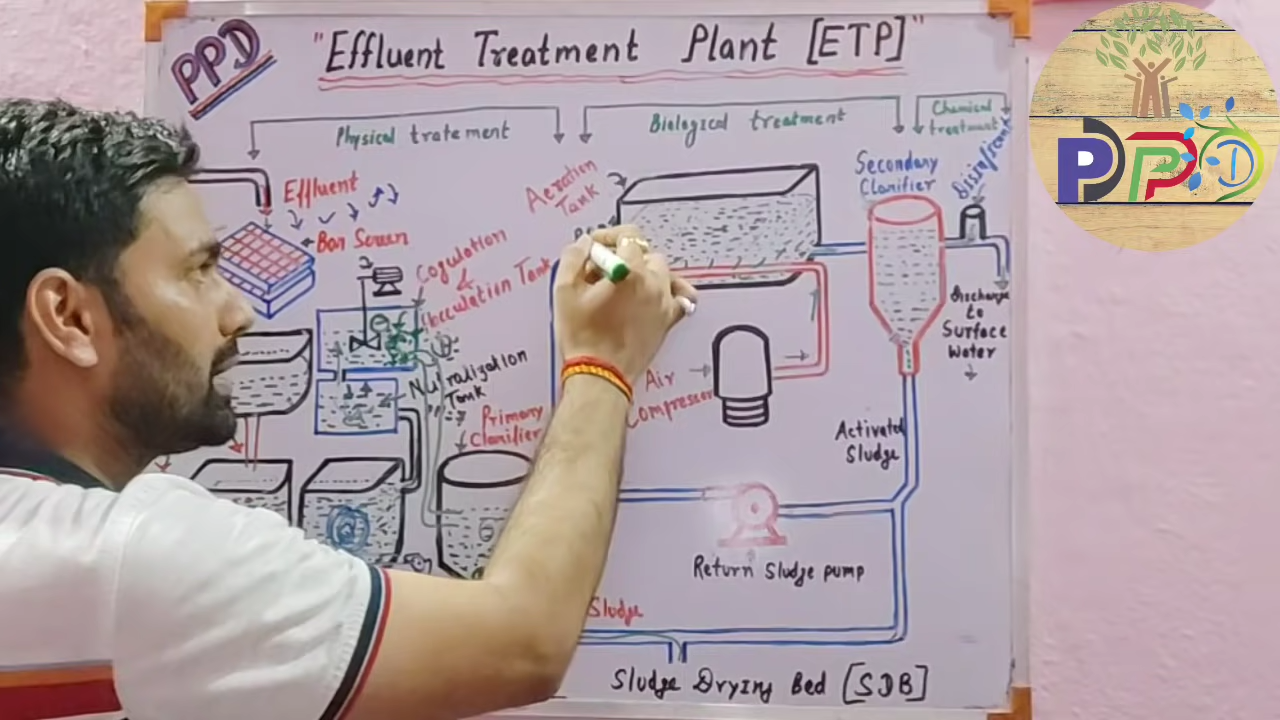 PPD
"Effluent Treatment Plant [ETP]"
Physical tratement
Biological treatment
Chemical
treatment
Effluent
Bar Screen
Cogulation
&
Flocculation Tank
Nutralization
Tank
Primary
Clarifier
Aeration
Tank
Secondary
Clarifier
Disinfectant
Discharge
to
Surface
Water
Air
Compressor
Activated
Sludge
Return Sludge pump
Sludge
Sludge Drying Bed [SDB]
PPD